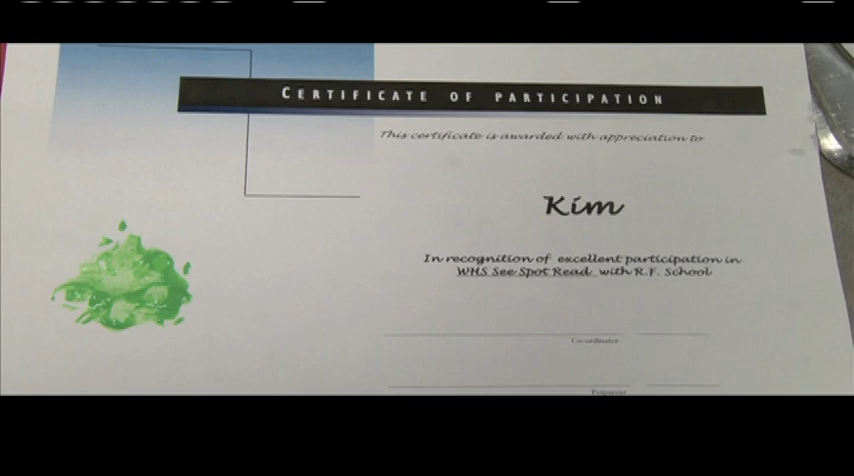 CERTIFICATE OF PARTICIPATION
This certificate is awarded with appreciation to
Kim
In recognition of excellent participation in
WHS See Spot Read with R.F. School
Co-ordinator